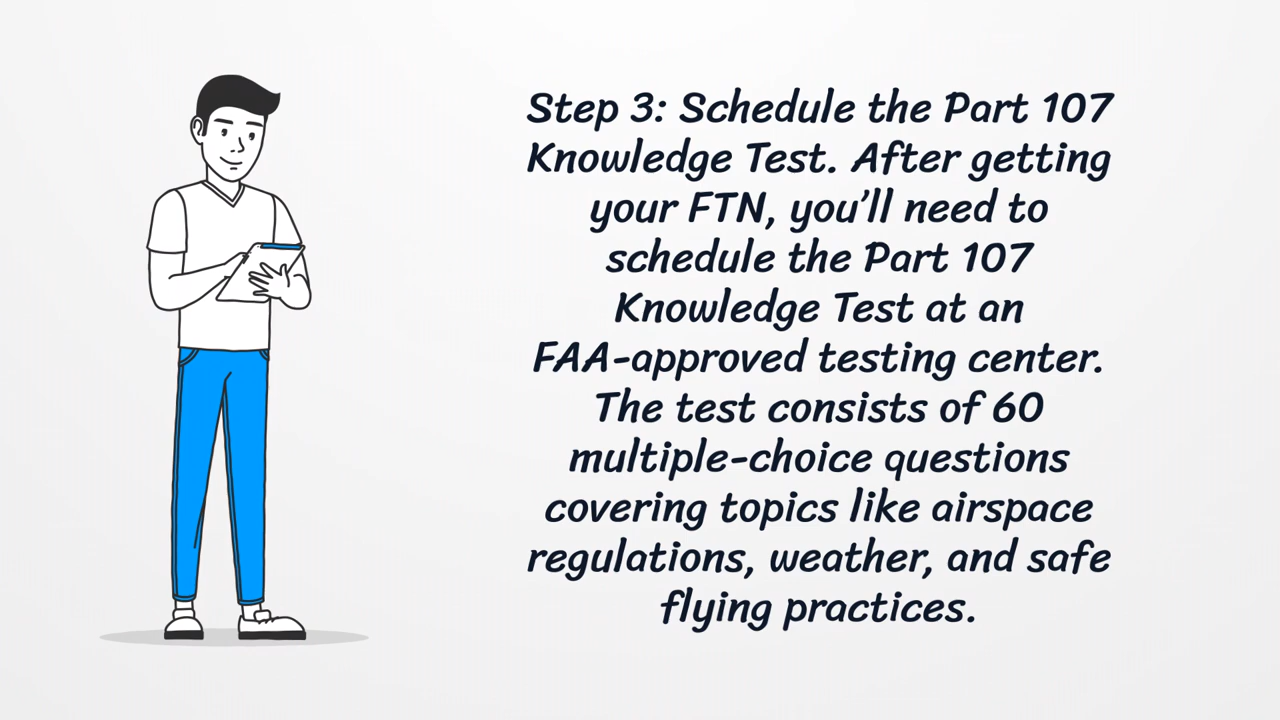 Step 3: Schedule the Part 107
Knowledge Test. After getting
your FTN, you’ll need to
schedule the Part 107
Knowledge Test at an
FAA-approved testing center.
The test consists of 60
multiple-choice questions
covering topics like airspace
regulations, weather, and safe
flying practices.